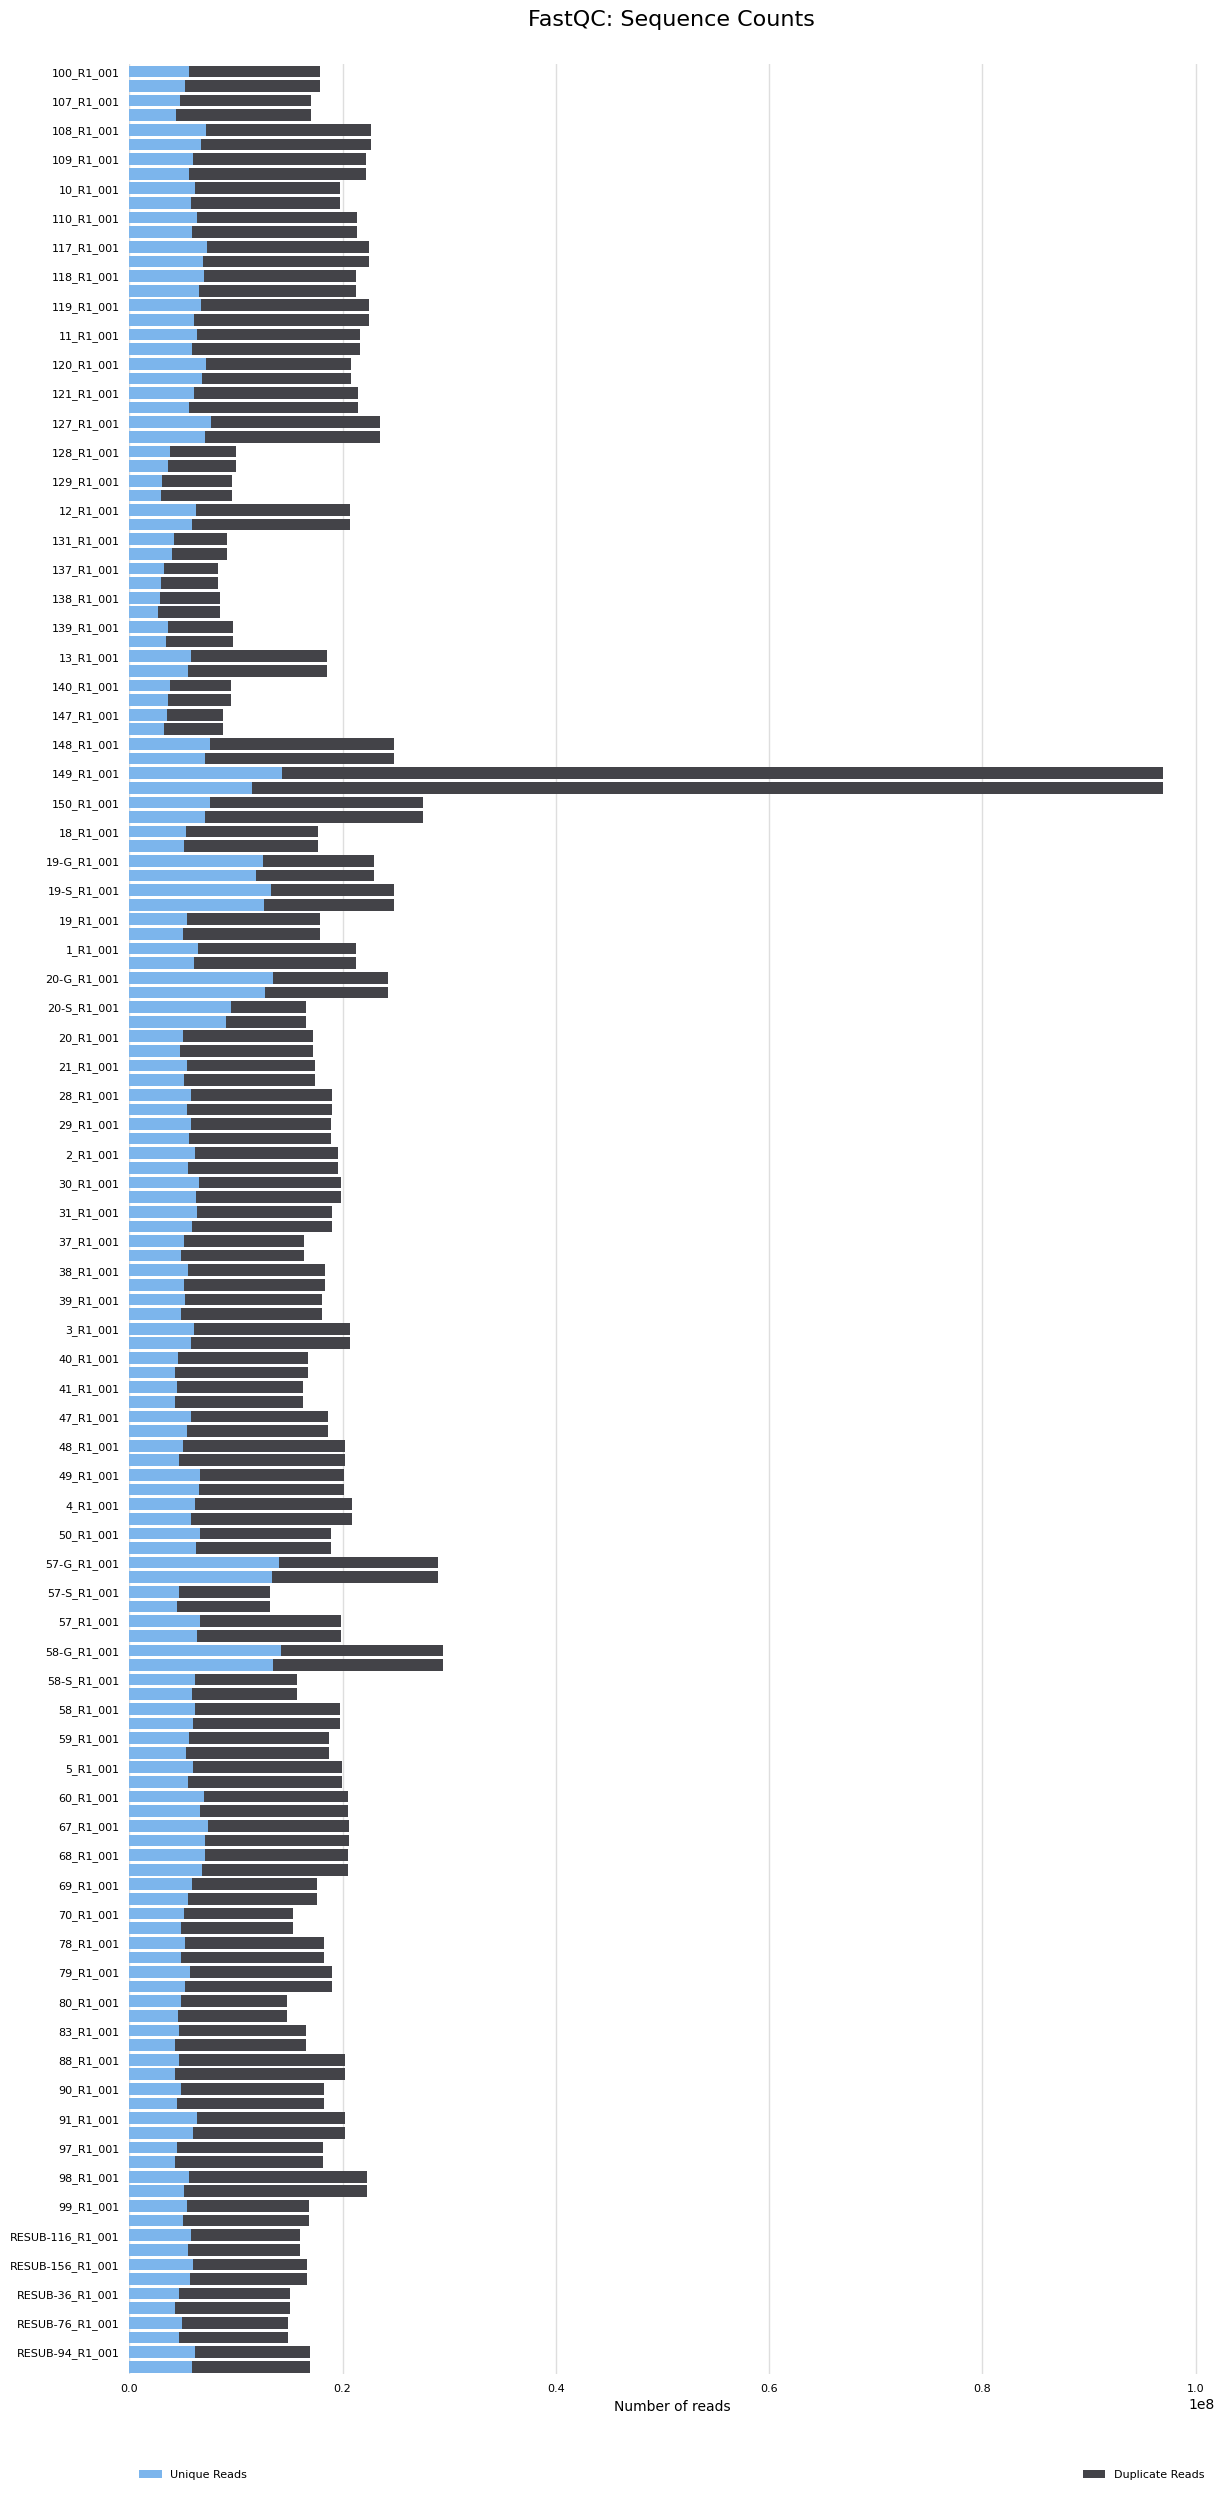 FastQC: Sequence Counts
100_R1_001
107_R1_001
108_R1_001
109_R1_001
10_R1_001
110_R1_001
117_R1_001
118_R1_001
119_R1_001
11_R1_001
120_R1_001
121_R1_001
127_R1_001
128_R1_001
129_R1_001
12_R1_001
131_R1_001
137_R1_001
138_R1_001
139_R1_001
13_R1_001
140_R1_001
147_R1_001
148_R1_001
149_R1_001
150_R1_001
18_R1_001
19-G_R1_001
19-S_R1_001
19_R1_001
1_R1_001
20-G_R1_001
20-S_R1_001
20_R1_001
21_R1_001
28_R1_001
29_R1_001
2_R1_001
30_R1_001
31_R1_001
37_R1_001
38_R1_001
39_R1_001
3_R1_001
40_R1_001
41_R1_001
47_R1_001
48_R1_001
49_R1_001
4_R1_001
50_R1_001
57-G_R1_001
57-S_R1_001
57_R1_001
58-G_R1_001
58-S_R1_001
58_R1_001
59_R1_001
5_R1_001
60_R1_001
67_R1_001
68_R1_001
69_R1_001
70_R1_001
78_R1_001
79_R1_001
80_R1_001
83_R1_001
88_R1_001
90_R1_001
91_R1_001
97_R1_001
98_R1_001
99_R1_001
RESUB-116_R1_001
RESUB-156_R1_001
RESUB-36_R1_001
RESUB-76_R1_001
RESUB-94_R1_001
0.0 0.2 0.4 0.6 0.8 1.0
1e8
Number of reads
Unique Reads Duplicate Reads